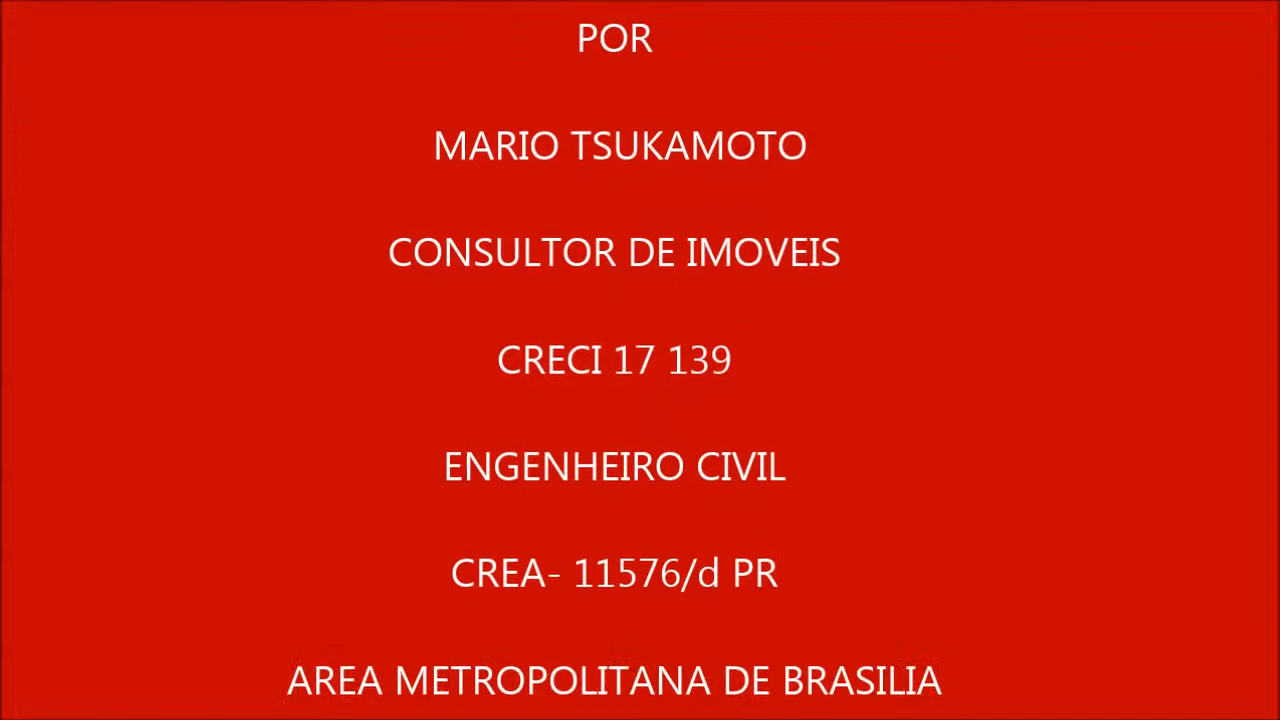 POR
MARIO TSUKAMOTO
CONSULTOR DE IMOVEIS
CRECI 17 139
ENGENHEIRO CIVIL
CREA- 11576/d PR
AREA METROPOLITANA DE BRASILIA